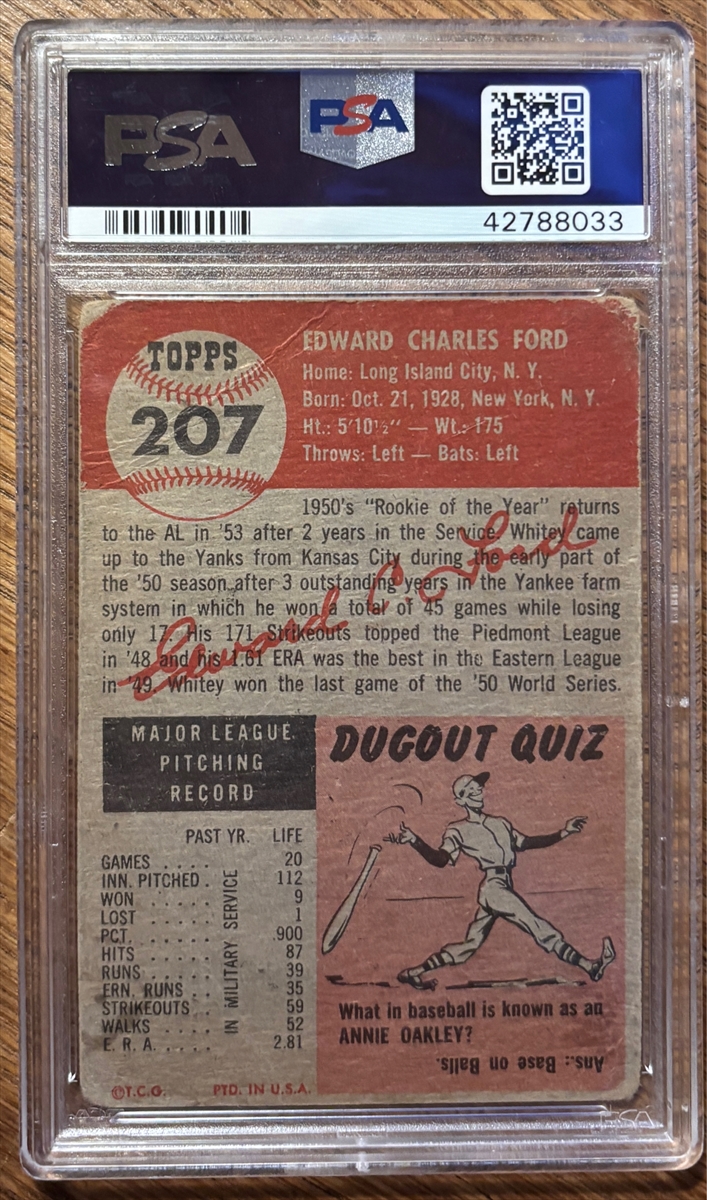 PSA
PSA
42788033
TOPPS
207
EDWARD CHARLES FORD
Home: Long Island City, N. Y.
Born: Oct. 21, 1928, New York, N. Y.
Ht.: 5'10½" — Wt.: 175
Throws: Left — Bats: Left
1950's "Rookie of the Year" returns
to the AL in '53 after 2 years in the Service. Whitey came
up to the Yanks from Kansas City during the early part of
the '50 season after 3 outstanding years in the Yankee farm
system in which he won a total of 45 games while losing
only 17. His 171 Strikeouts topped the Piedmont League
in '48 and his 1.61 ERA was the best in the Eastern League
in '49. Whitey won the last game of the '50 World Series.
Edward C. Ford
MAJOR LEAGUE
PITCHING
RECORD
PAST YR. LIFE
GAMES . . . . 20
INN. PITCHED . 112
WON . . . . . 9
LOST . . . . . 1
PCT. . . . . . .900
HITS . . . . . 87
RUNS . . . . . 39
ERN. RUNS . . 35
STRIKEOUTS . . 59
WALKS . . . . 52
E. R. A. . . . . 2.81
IN MILITARY SERVICE
©T.C.G. PTD. IN U.S.A.
DUGOUT QUIZ
What in baseball is known as an
ANNIE OAKLEY?
Ans.: Base on Balls.
PSA